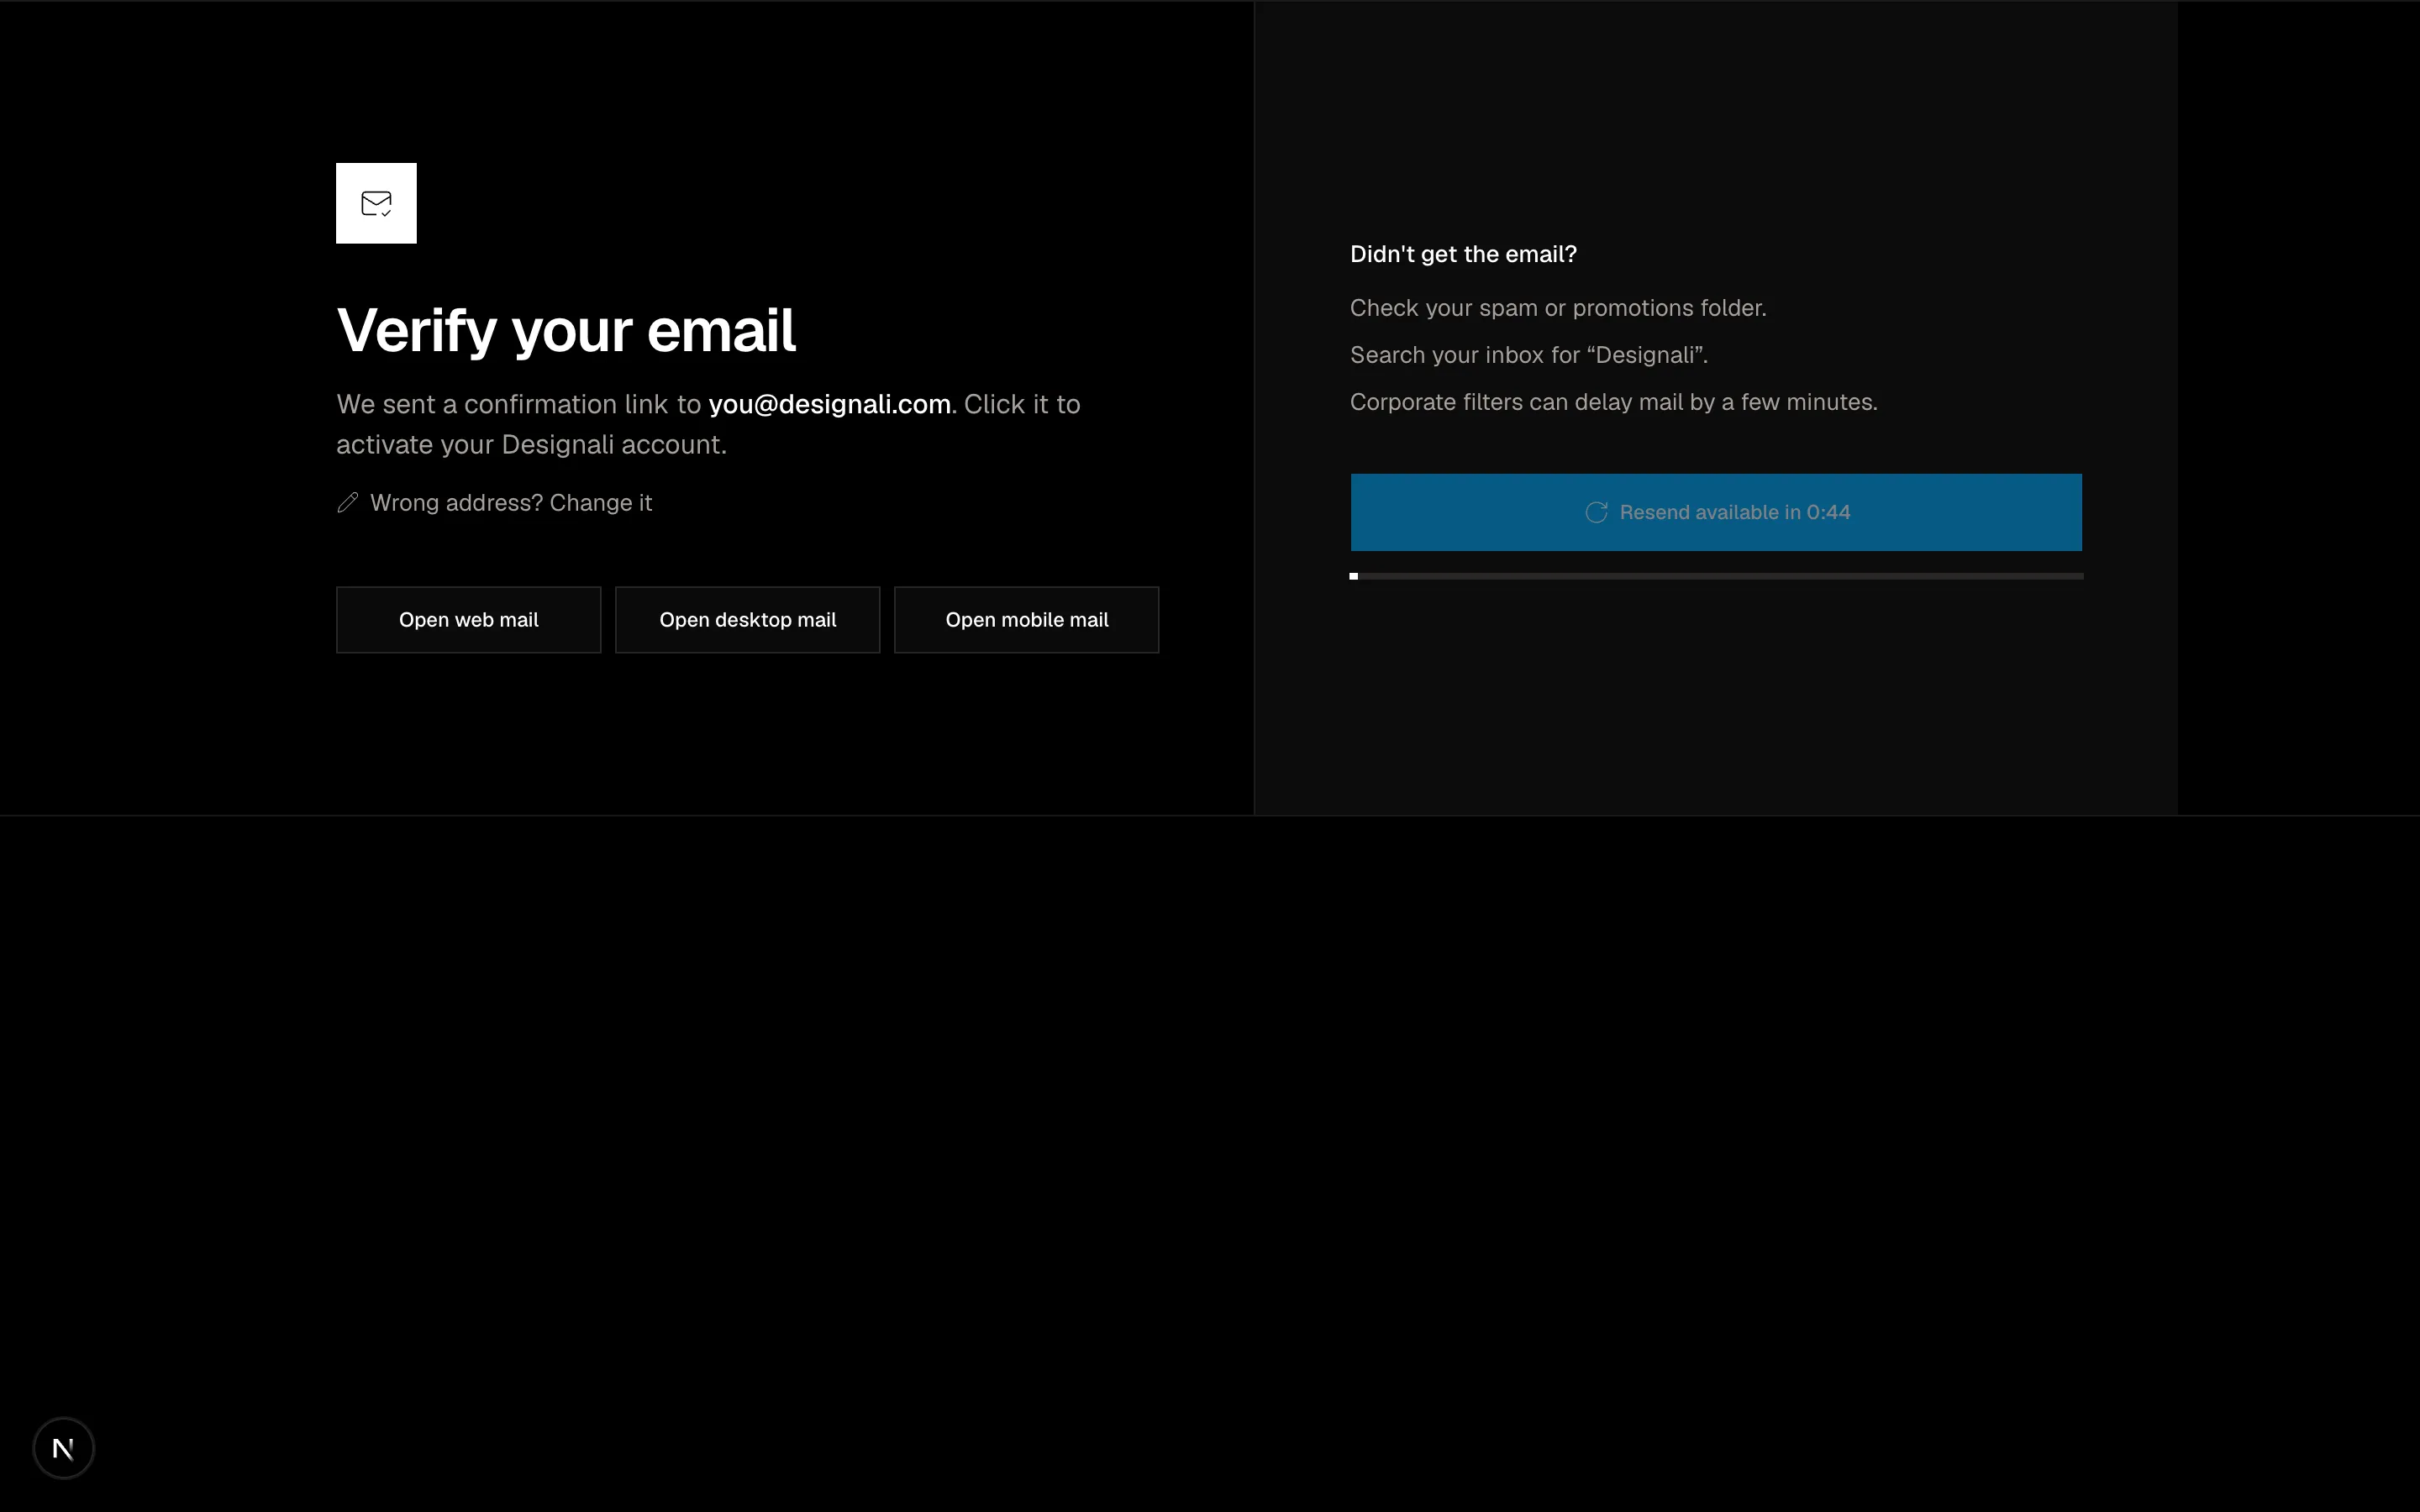 Verify your email
We sent a confirmation link to you@designali.com. Click it to
activate your Designali account.
Wrong address? Change it
Open web mail
Open desktop mail
Open mobile mail
Didn't get the email?
Check your spam or promotions folder.
Search your inbox for “Designali”.
Corporate filters can delay mail by a few minutes.
Resend available in 0:44
N